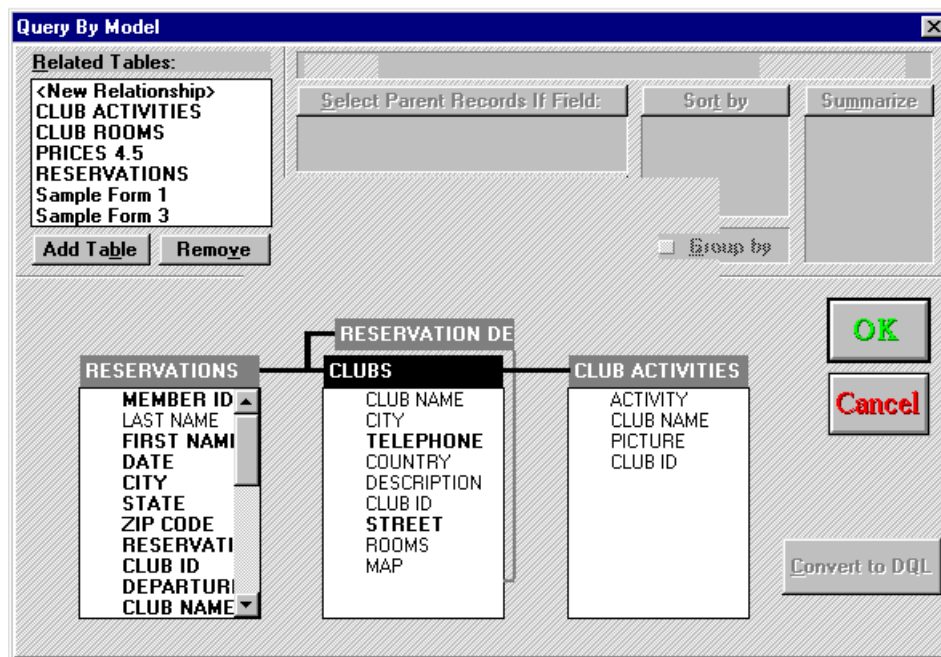 Query By Model
Related Tables:
<New Relationship>
CLUB ACTIVITIES
CLUB ROOMS
PRICES 4.5
RESERVATIONS
Sample Form 1
Sample Form 3
Add Table
Remove
Select Parent Records If Field:
Sort by
Summarize
Group by
RESERVATION DE
RESERVATIONS
MEMBER ID
LAST NAME
FIRST NAME
DATE
CITY
STATE
ZIP CODE
RESERVATI
CLUB ID
DEPARTUR
CLUB NAME
CLUBS
CLUB NAME
CITY
TELEPHONE
COUNTRY
DESCRIPTION
CLUB ID
STREET
ROOMS
MAP
CLUB ACTIVITIES
ACTIVITY
CLUB NAME
PICTURE
CLUB ID
OK
Cancel
Convert to DQL